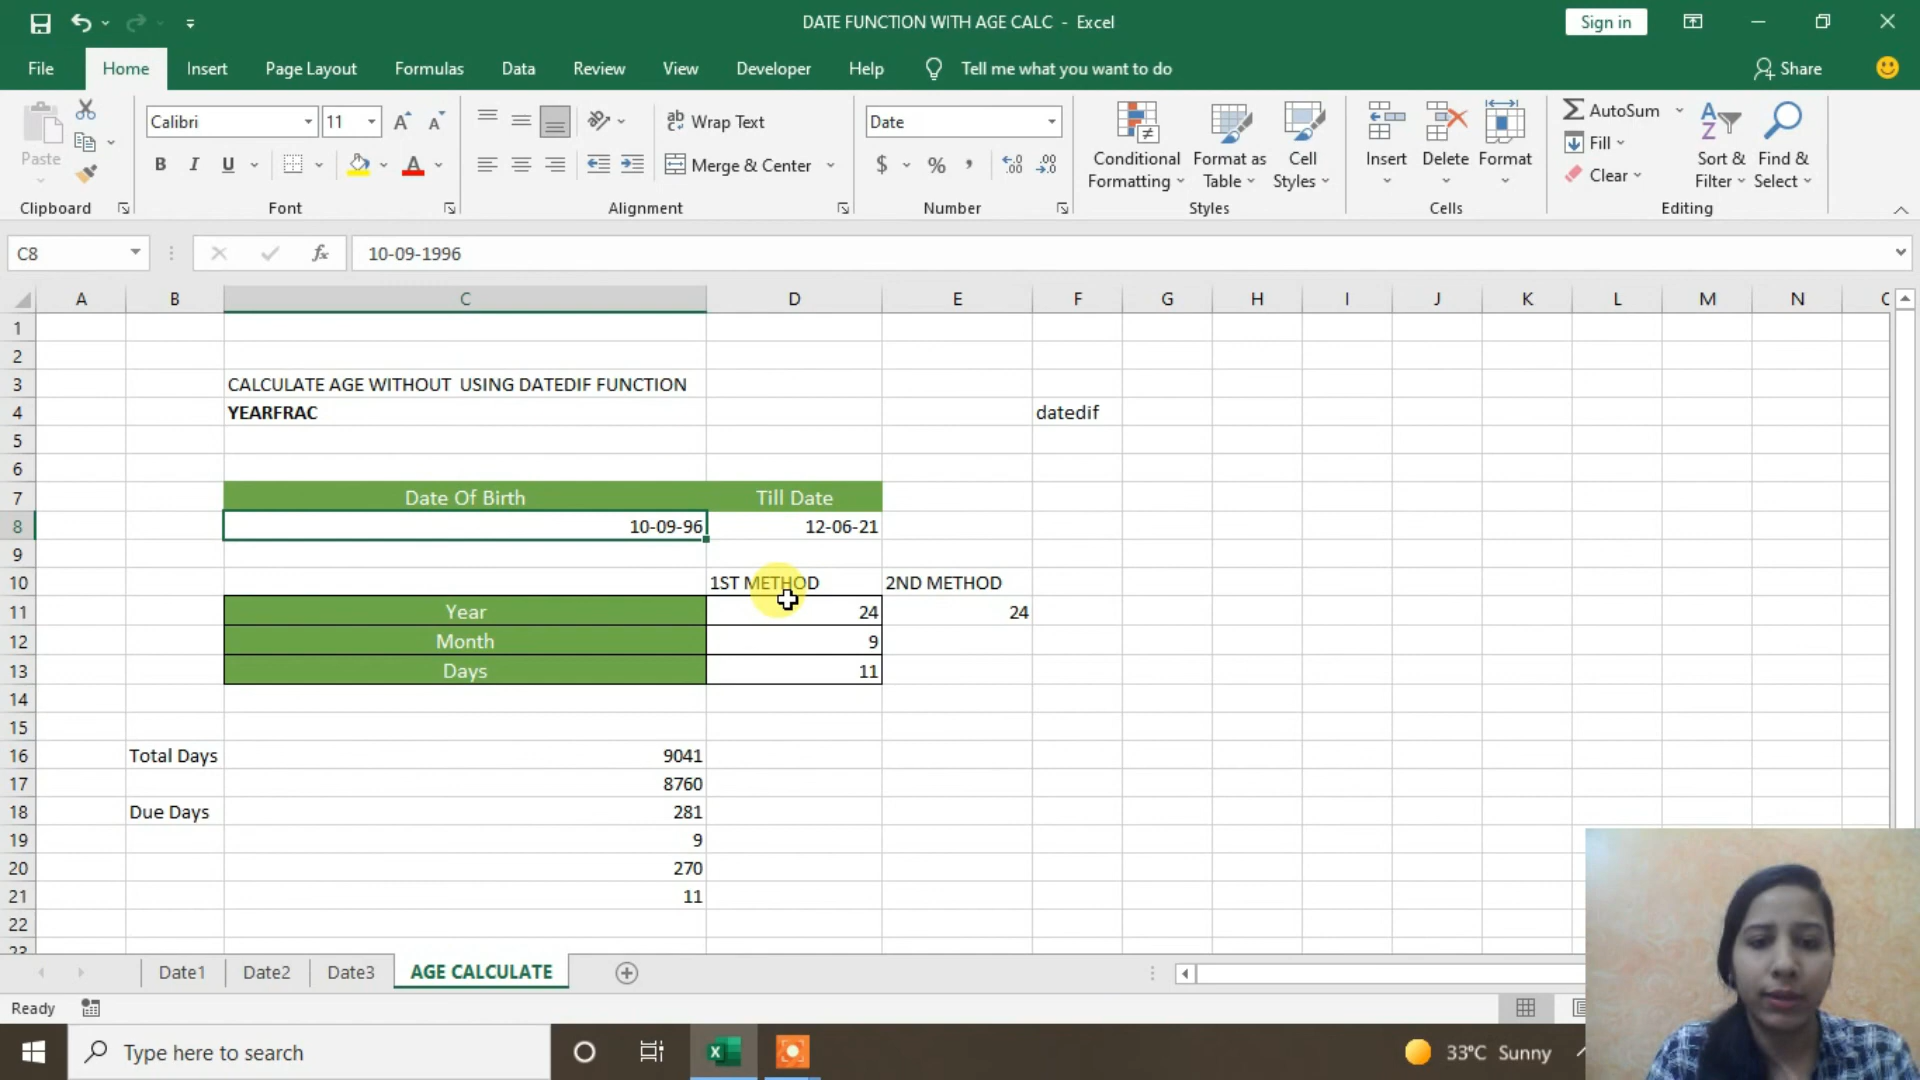 DATE FUNCTION WITH AGE CALC - Excel
Sign in
File Home Insert Page Layout Formulas Data Review View Developer Help Tell me what you want to do Share
Paste
Clipboard
Calibri 11
B I U A
Font
Wrap Text
Merge & Center
Alignment
Date
$ % ,
Number
Conditional Formatting
Format as Table
Cell Styles
Styles
Insert Delete Format
Cells
AutoSum
Fill
Clear
Sort & Filter
Find & Select
Editing
C8 fx 10-09-1996
A B C D E F G H I J K L M N
1
2
3 CALCULATE AGE WITHOUT USING DATEDIF FUNCTION
4 YEARFRAC datedif
5
6
7 Date Of Birth Till Date
8 10-09-96 12-06-21
9
10 1ST METHOD 2ND METHOD
11 Year 24 24
12 Month 9
13 Days 11
14
15
16 Total Days 9041
17 8760
18 Due Days 281
19 9
20 270
21 11
22
23
Date1 Date2 Date3 AGE CALCULATE
Ready
Type here to search
33°C Sunny